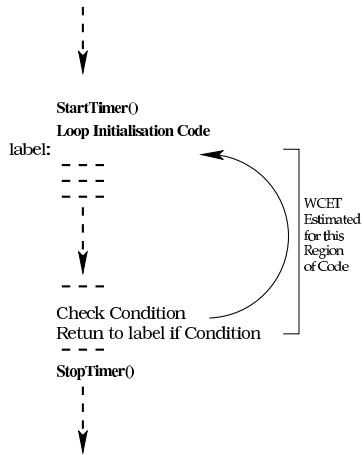 StartTimer()
Loop Initialisation Code
label:
WCET
Estimated
for this
Region
of Code
Check Condition
Retun to label if Condition
StopTimer()